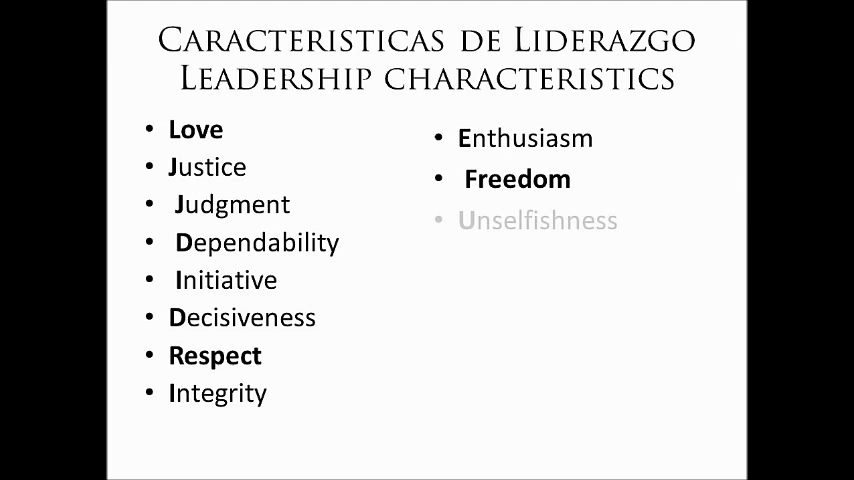 Caracteristicas de Liderazgo
Leadership characteristics
• Love
• Justice
• Judgment
• Dependability
• Initiative
• Decisiveness
• Respect
• Integrity
• Enthusiasm
• Freedom
• Unselfishness